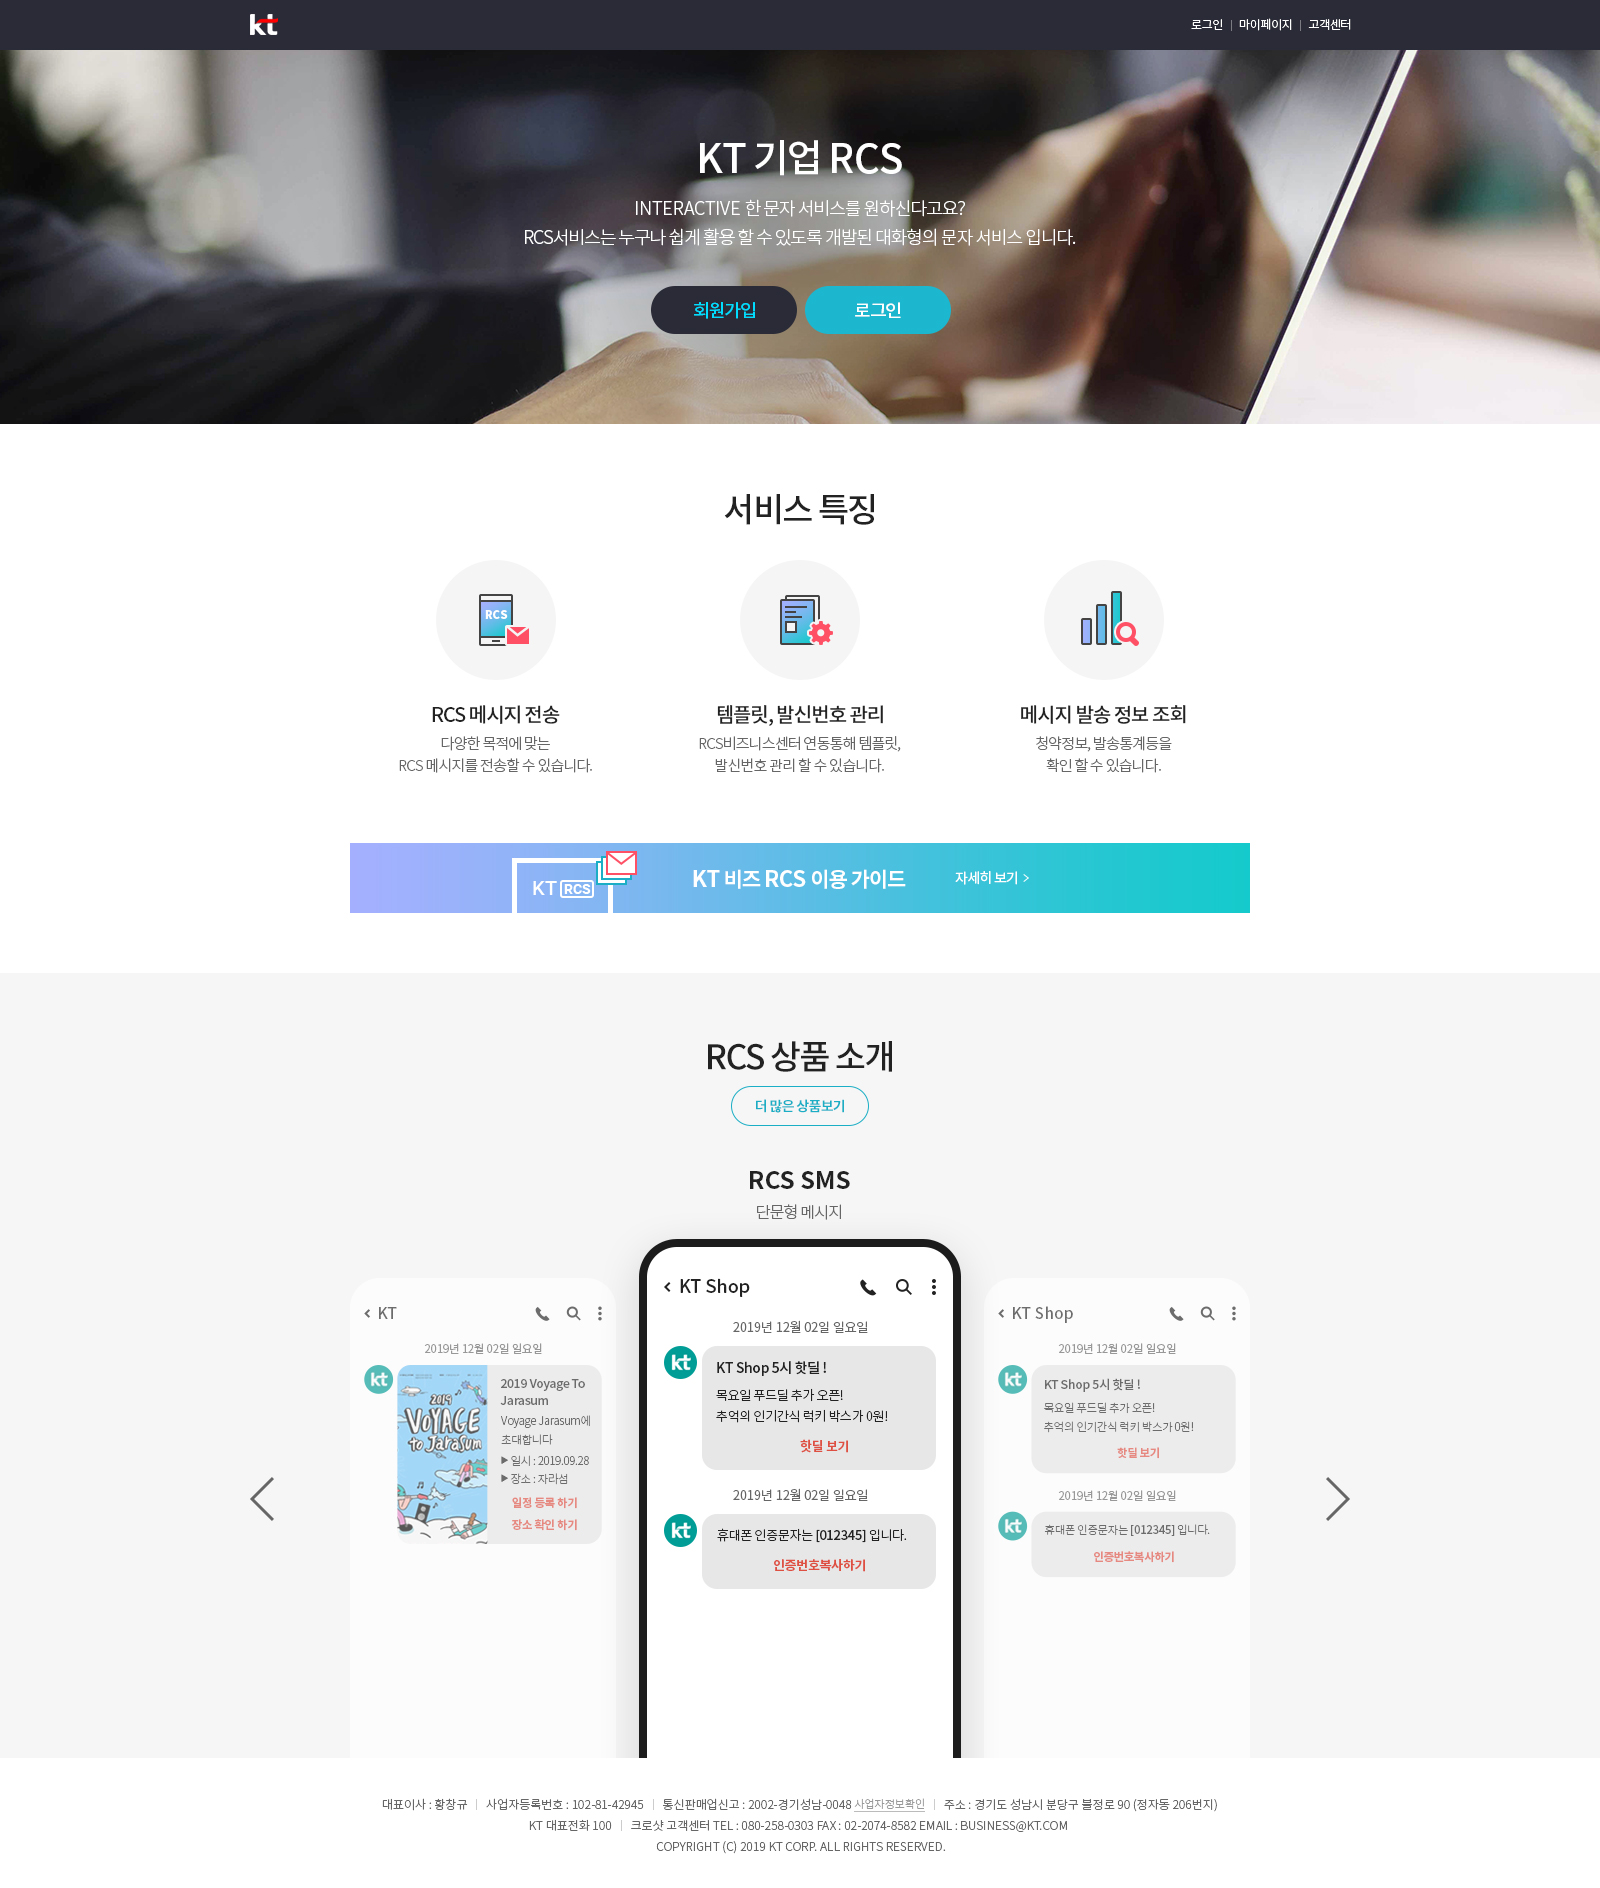 kt
로그인 | 마이페이지 | 고객센터
KT 기업 RCS
INTERACTIVE 한 문자 서비스를 원하신다고요?
RCS서비스는 누구나 쉽게 활용 할 수 있도록 개발된 대화형의 문자 서비스 입니다.
회원가입
로그인
서비스 특징
RCS
RCS 메시지 전송
다양한 목적에 맞는
RCS 메시지를 전송할 수 있습니다.
템플릿, 발신번호 관리
RCS비즈니스센터 연동통해 템플릿,
발신번호 관리 할 수 있습니다.
메시지 발송 정보 조회
청약정보, 발송통계등을
확인 할 수 있습니다.
KT RCS
KT 비즈 RCS 이용 가이드
자세히 보기 >
RCS 상품 소개
더 많은 상품보기
RCS SMS
단문형 메시지
KT
2019년 12월 02일 일요일
kt
2019
VOYAGE
to Jarasum
2019 Voyage To
Jarasum
Voyage Jarasum에
초대합니다
▶ 일시 : 2019.09.28
▶ 장소 : 자라섬
일정 등록 하기
장소 확인 하기
KT Shop
2019년 12월 02일 일요일
kt
KT Shop 5시 핫딜 !
목요일 푸드딜 추가 오픈!
추억의 인기간식 럭키 박스가 0원!
핫딜 보기
2019년 12월 02일 일요일
kt
휴대폰 인증문자는 [012345] 입니다.
인증번호복사하기
KT Shop
2019년 12월 02일 일요일
kt
KT Shop 5시 핫딜 !
목요일 푸드딜 추가 오픈!
추억의 인기간식 럭키 박스가 0원!
핫딜 보기
2019년 12월 02일 일요일
kt
휴대폰 인증문자는 [012345] 입니다.
인증번호복사하기
대표이사 : 황창규 | 사업자등록번호 : 102-81-42945 | 통신판매업신고 : 2002-경기성남-0048 사업자정보확인 | 주소 : 경기도 성남시 분당구 불정로 90 (정자동 206번지)
KT 대표전화 100 | 크로샷 고객센터 TEL : 080-258-0303 FAX : 02-2074-8582 EMAIL : BUSINESS@KT.COM
COPYRIGHT (C) 2019 KT CORP. ALL RIGHTS RESERVED.